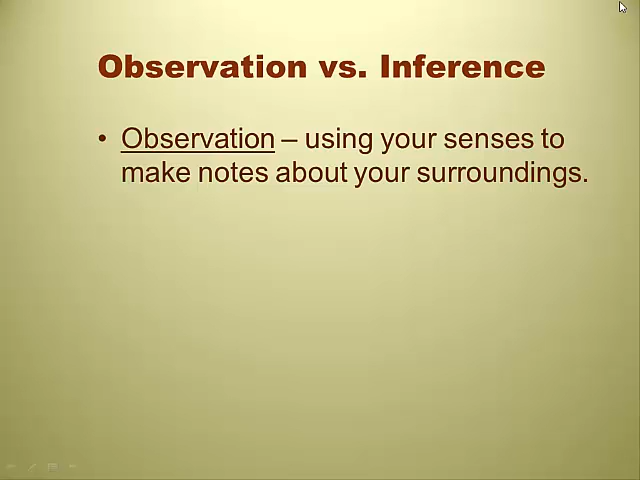 Observation vs. Inference
• Observation – using your senses to
make notes about your surroundings.